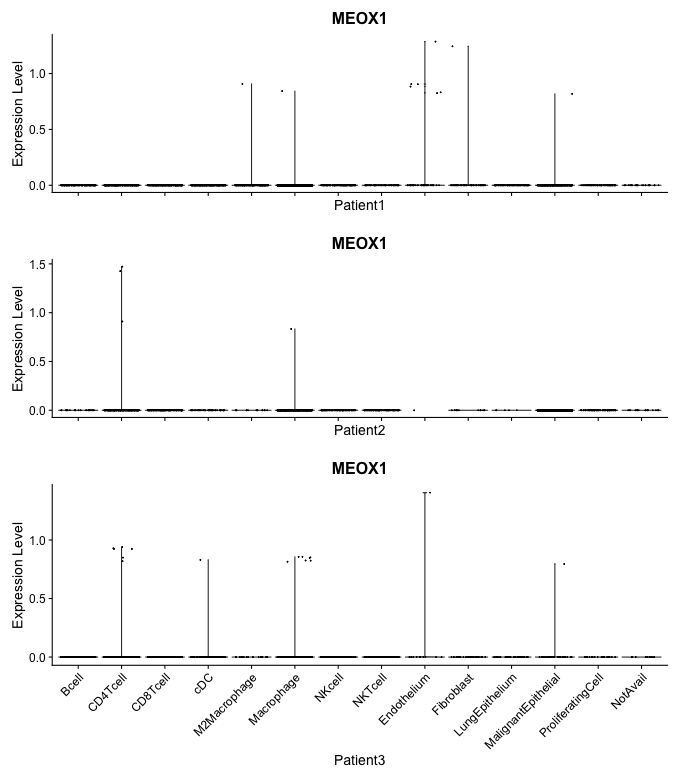 MEOX1
Expression Level
1.0
0.5
0.0
Patient1
MEOX1
Expression Level
1.5
1.0
0.5
0.0
Patient2
MEOX1
Expression Level
1.0
0.5
0.0
Bcell
CD4Tcell
CD8Tcell
cDC
M2Macrophage
Macrophage
NKcell
NKTcell
Endothelium
Fibroblast
LungEpithelium
MalignantEpithelial
ProliferatingCell
NotAvail
Patient3